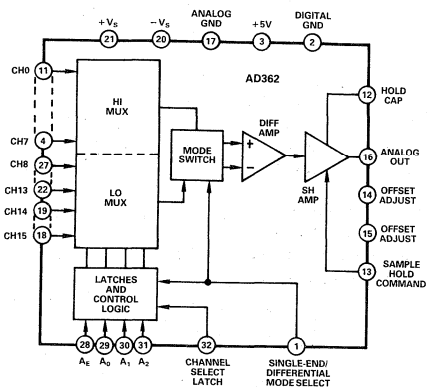 +VS
-VS
ANALOG
GND
+5V
DIGITAL
GND
21
20
17
3
2
AD362
CH0
11
CH7
4
CH8
27
CH13
22
CH14
19
CH15
18
HI
MUX
LO
MUX
MODE
SWITCH
DIFF
AMP
+
−
SH
AMP
12
HOLD
CAP
16
ANALOG
OUT
14
OFFSET
ADJUST
15
OFFSET
ADJUST
13
SAMPLE
HOLD
COMMAND
LATCHES
AND
CONTROL
LOGIC
28
29
30
31
32
1
AE
A0
A1
A2
CHANNEL
SELECT
LATCH
SINGLE-END/
DIFFERENTIAL
MODE SELECT